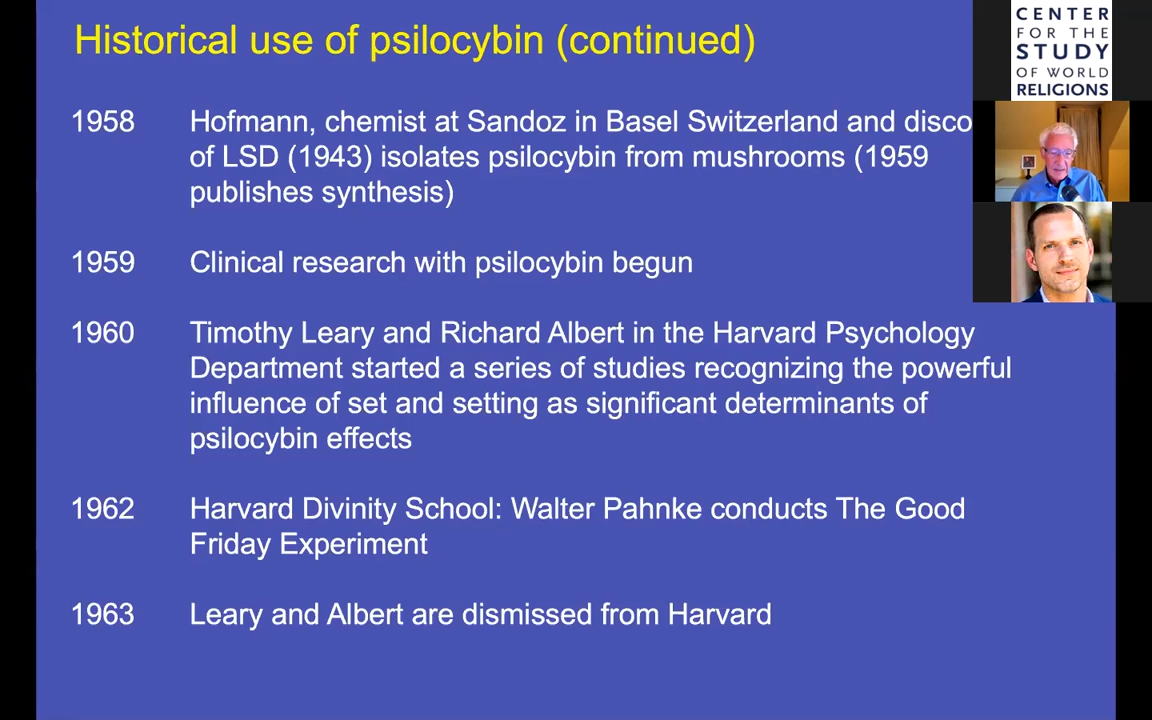 Historical use of psilocybin (continued)
CENTER
FOR THE
STUDY
OF WORLD
RELIGIONS
1958 Hofmann, chemist at Sandoz in Basel Switzerland and disco
of LSD (1943) isolates psilocybin from mushrooms (1959
publishes synthesis)
1959 Clinical research with psilocybin begun
1960 Timothy Leary and Richard Albert in the Harvard Psychology
Department started a series of studies recognizing the powerful
influence of set and setting as significant determinants of
psilocybin effects
1962 Harvard Divinity School: Walter Pahnke conducts The Good
Friday Experiment
1963 Leary and Albert are dismissed from Harvard